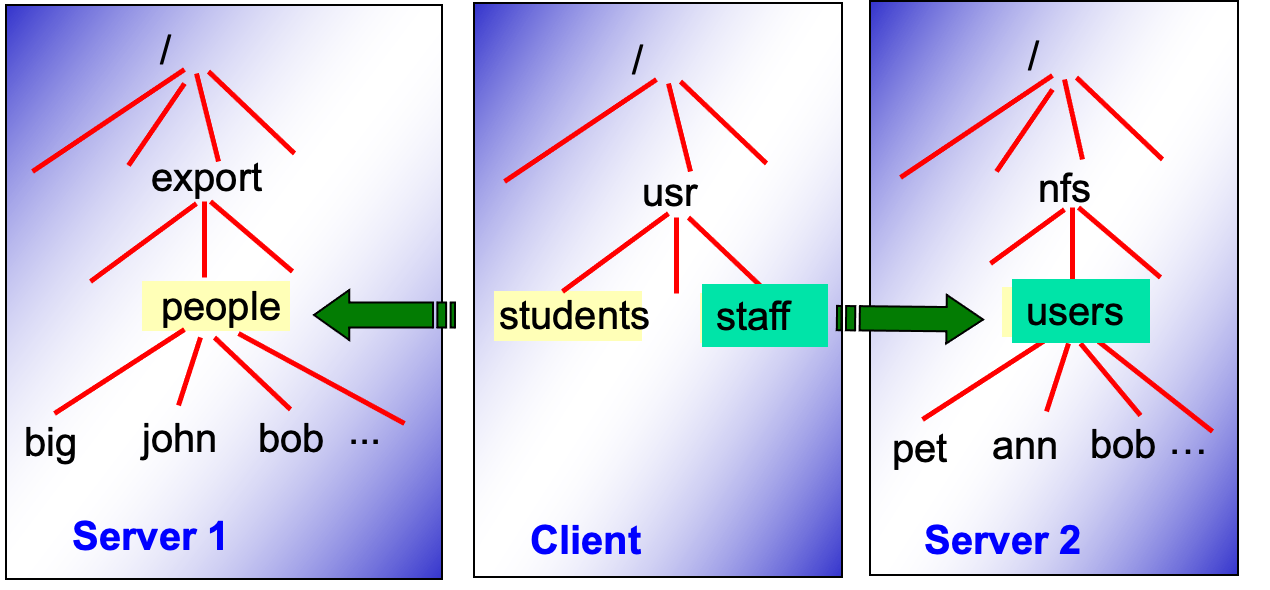 /
export
people
big john bob ...
Server 1
/
usr
students staff
Client
/
nfs
users
pet ann bob ...
Server 2